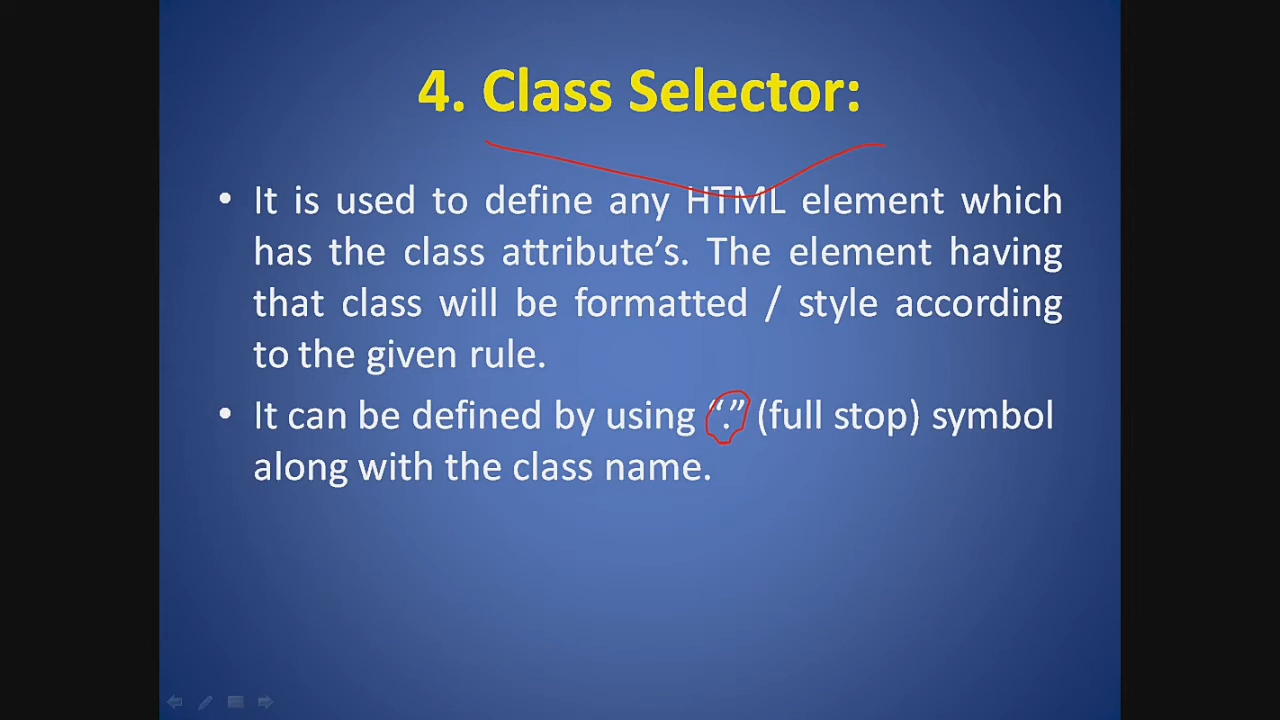 4. Class Selector:
• It is used to define any HTML element which
has the class attribute’s. The element having
that class will be formatted / style according
to the given rule.
• It can be defined by using “.” (full stop) symbol
along with the class name.